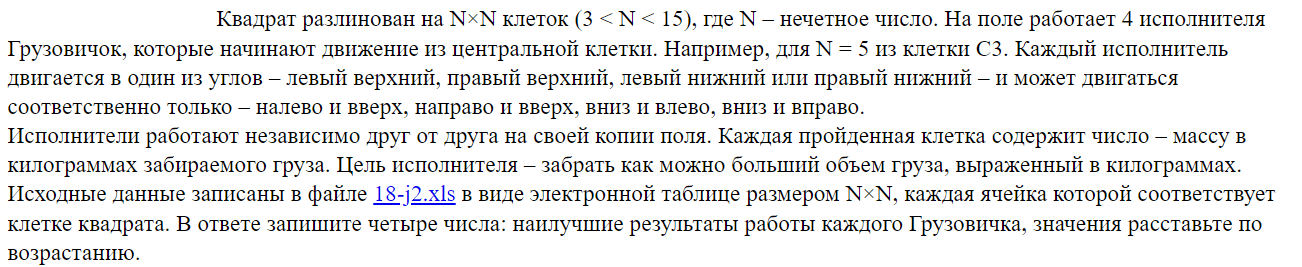 Квадрат разлинован на N×N клеток (3 < N < 15), где N – нечетное число. На поле работает 4 исполнителя
Грузовичок, которые начинают движение из центральной клетки. Например, для N = 5 из клетки C3. Каждый исполнитель
двигается в один из углов – левый верхний, правый верхний, левый нижний или правый нижний – и может двигаться
соответственно только – налево и вверх, направо и вверх, вниз и влево, вниз и вправо.
Исполнители работают независимо друг от друга на своей копии поля. Каждая пройденная клетка содержит число – массу в
килограммах забираемого груза. Цель исполнителя – забрать как можно больший объем груза, выраженный в килограммах.
Исходные данные записаны в файле 18-j2.xls в виде электронной таблице размером N×N, каждая ячейка которой соответствует
клетке квадрата. В ответе запишите четыре числа: наилучшие результаты работы каждого Грузовичка, значения расставьте по
возрастанию.